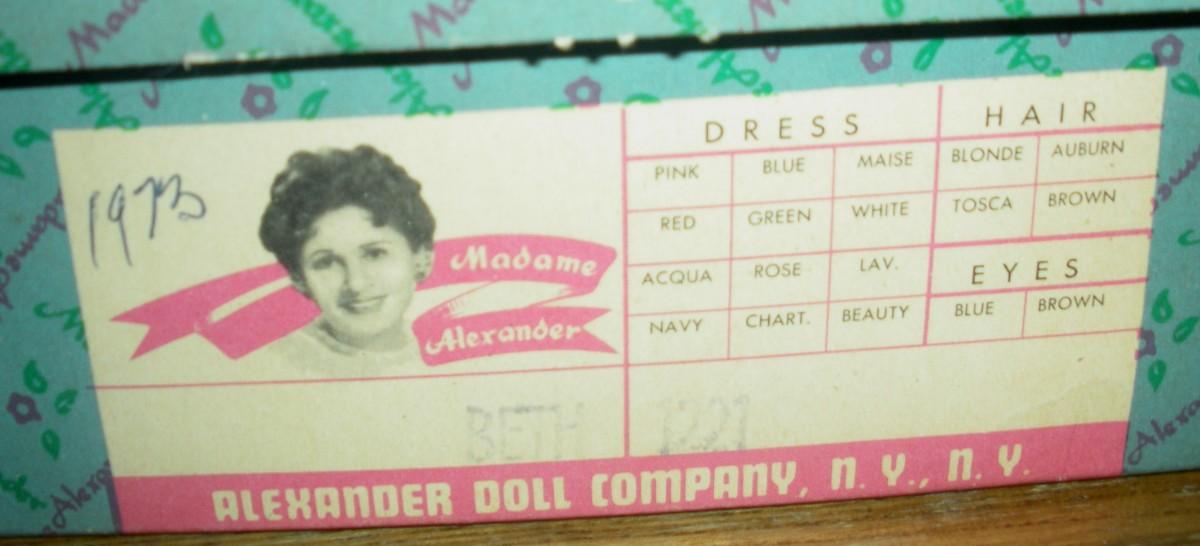 1973
Madame
Alexander
DRESS
PINK BLUE MAISE
RED GREEN WHITE
ACQUA ROSE LAV.
NAVY CHART. BEAUTY
HAIR
BLONDE AUBURN
TOSCA BROWN
EYES
BLUE BROWN
BETH 1221
ALEXANDER DOLL COMPANY, N. Y., N. Y.